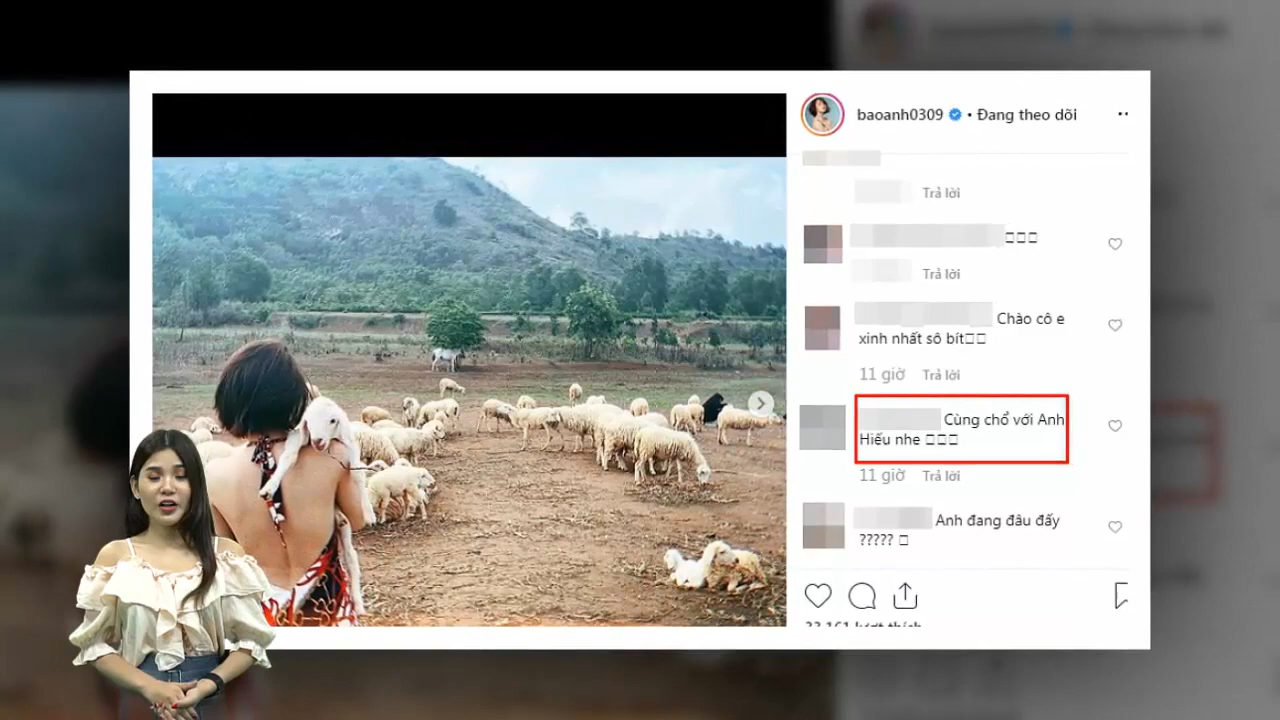 baoanh0309 • Đang theo dõi
Trả lời
Trả lời
Chào cô e
xinh nhất sô bít
11 giờ Trả lời
Cùng chổ với Anh
Hiếu nhe
11 giờ Trả lời
Anh đang đâu đấy
?????